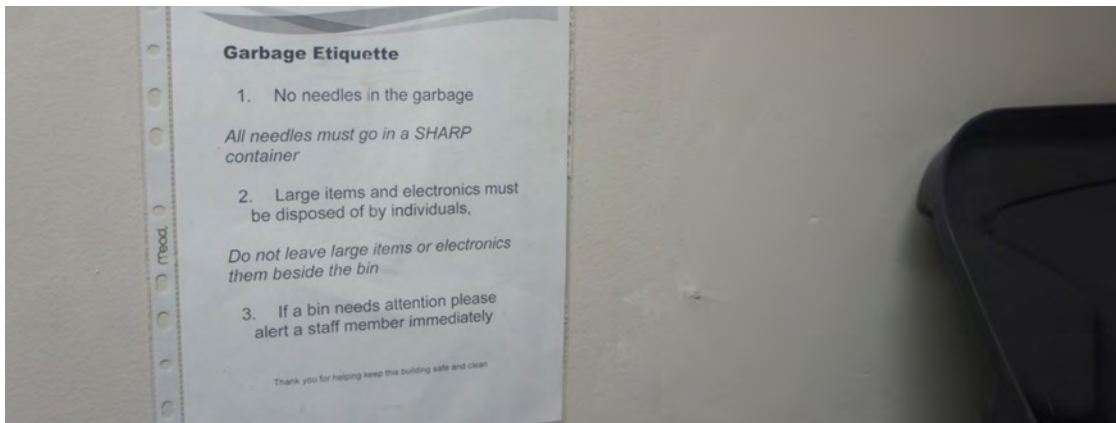 Garbage Etiquette
1. No needles in the garbage
All needles must go in a SHARP
container
2. Large items and electronics must
be disposed of by individuals,
Do not leave large items or electronics
them beside the bin
3. If a bin needs attention please
alert a staff member immediately
Thank you for helping keep this building safe and clean
mead